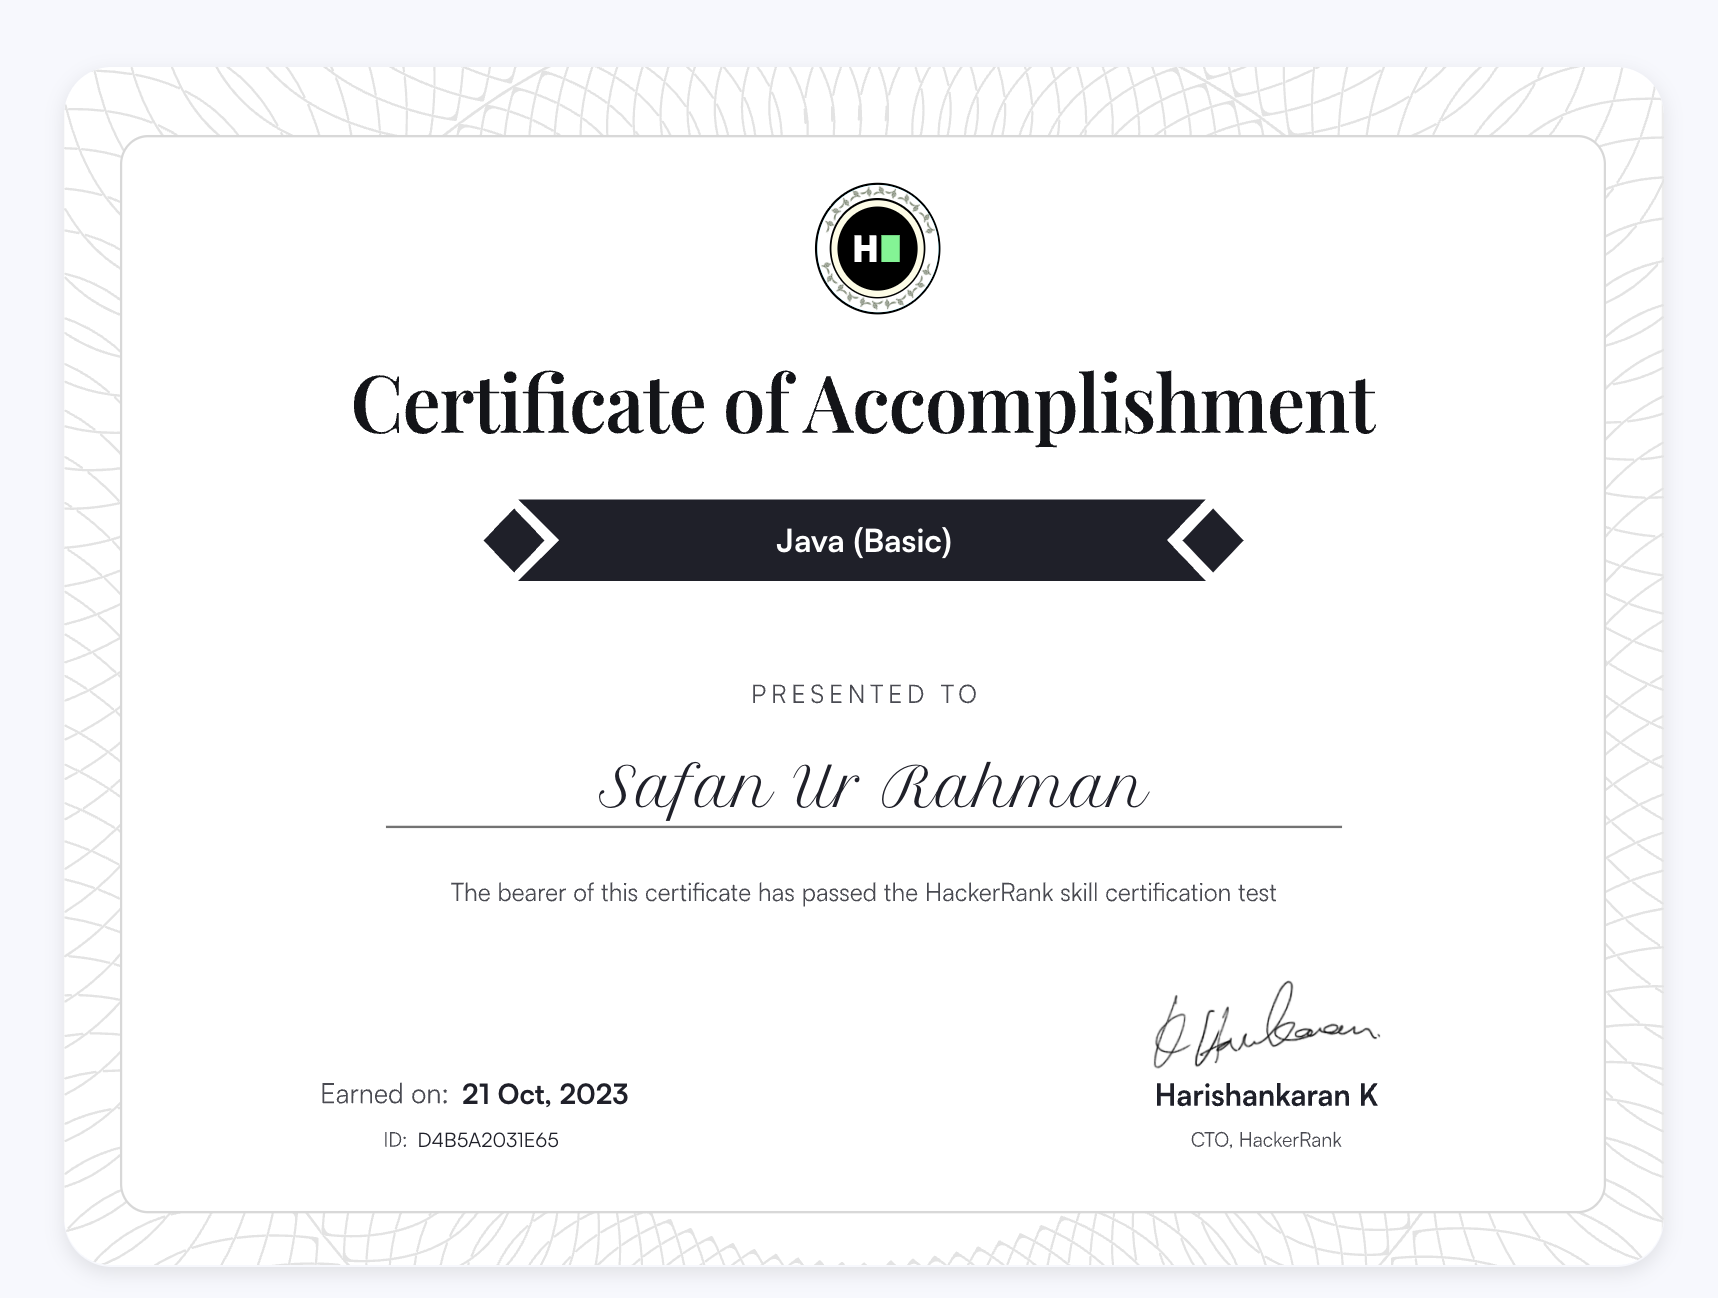 H
Certificate of Accomplishment
Java (Basic)
PRESENTED TO
Safan Ur Rahman
The bearer of this certificate has passed the HackerRank skill certification test
Earned on: 21 Oct, 2023
ID: D4B5A2031E65
Harishankaran K
CTO, HackerRank